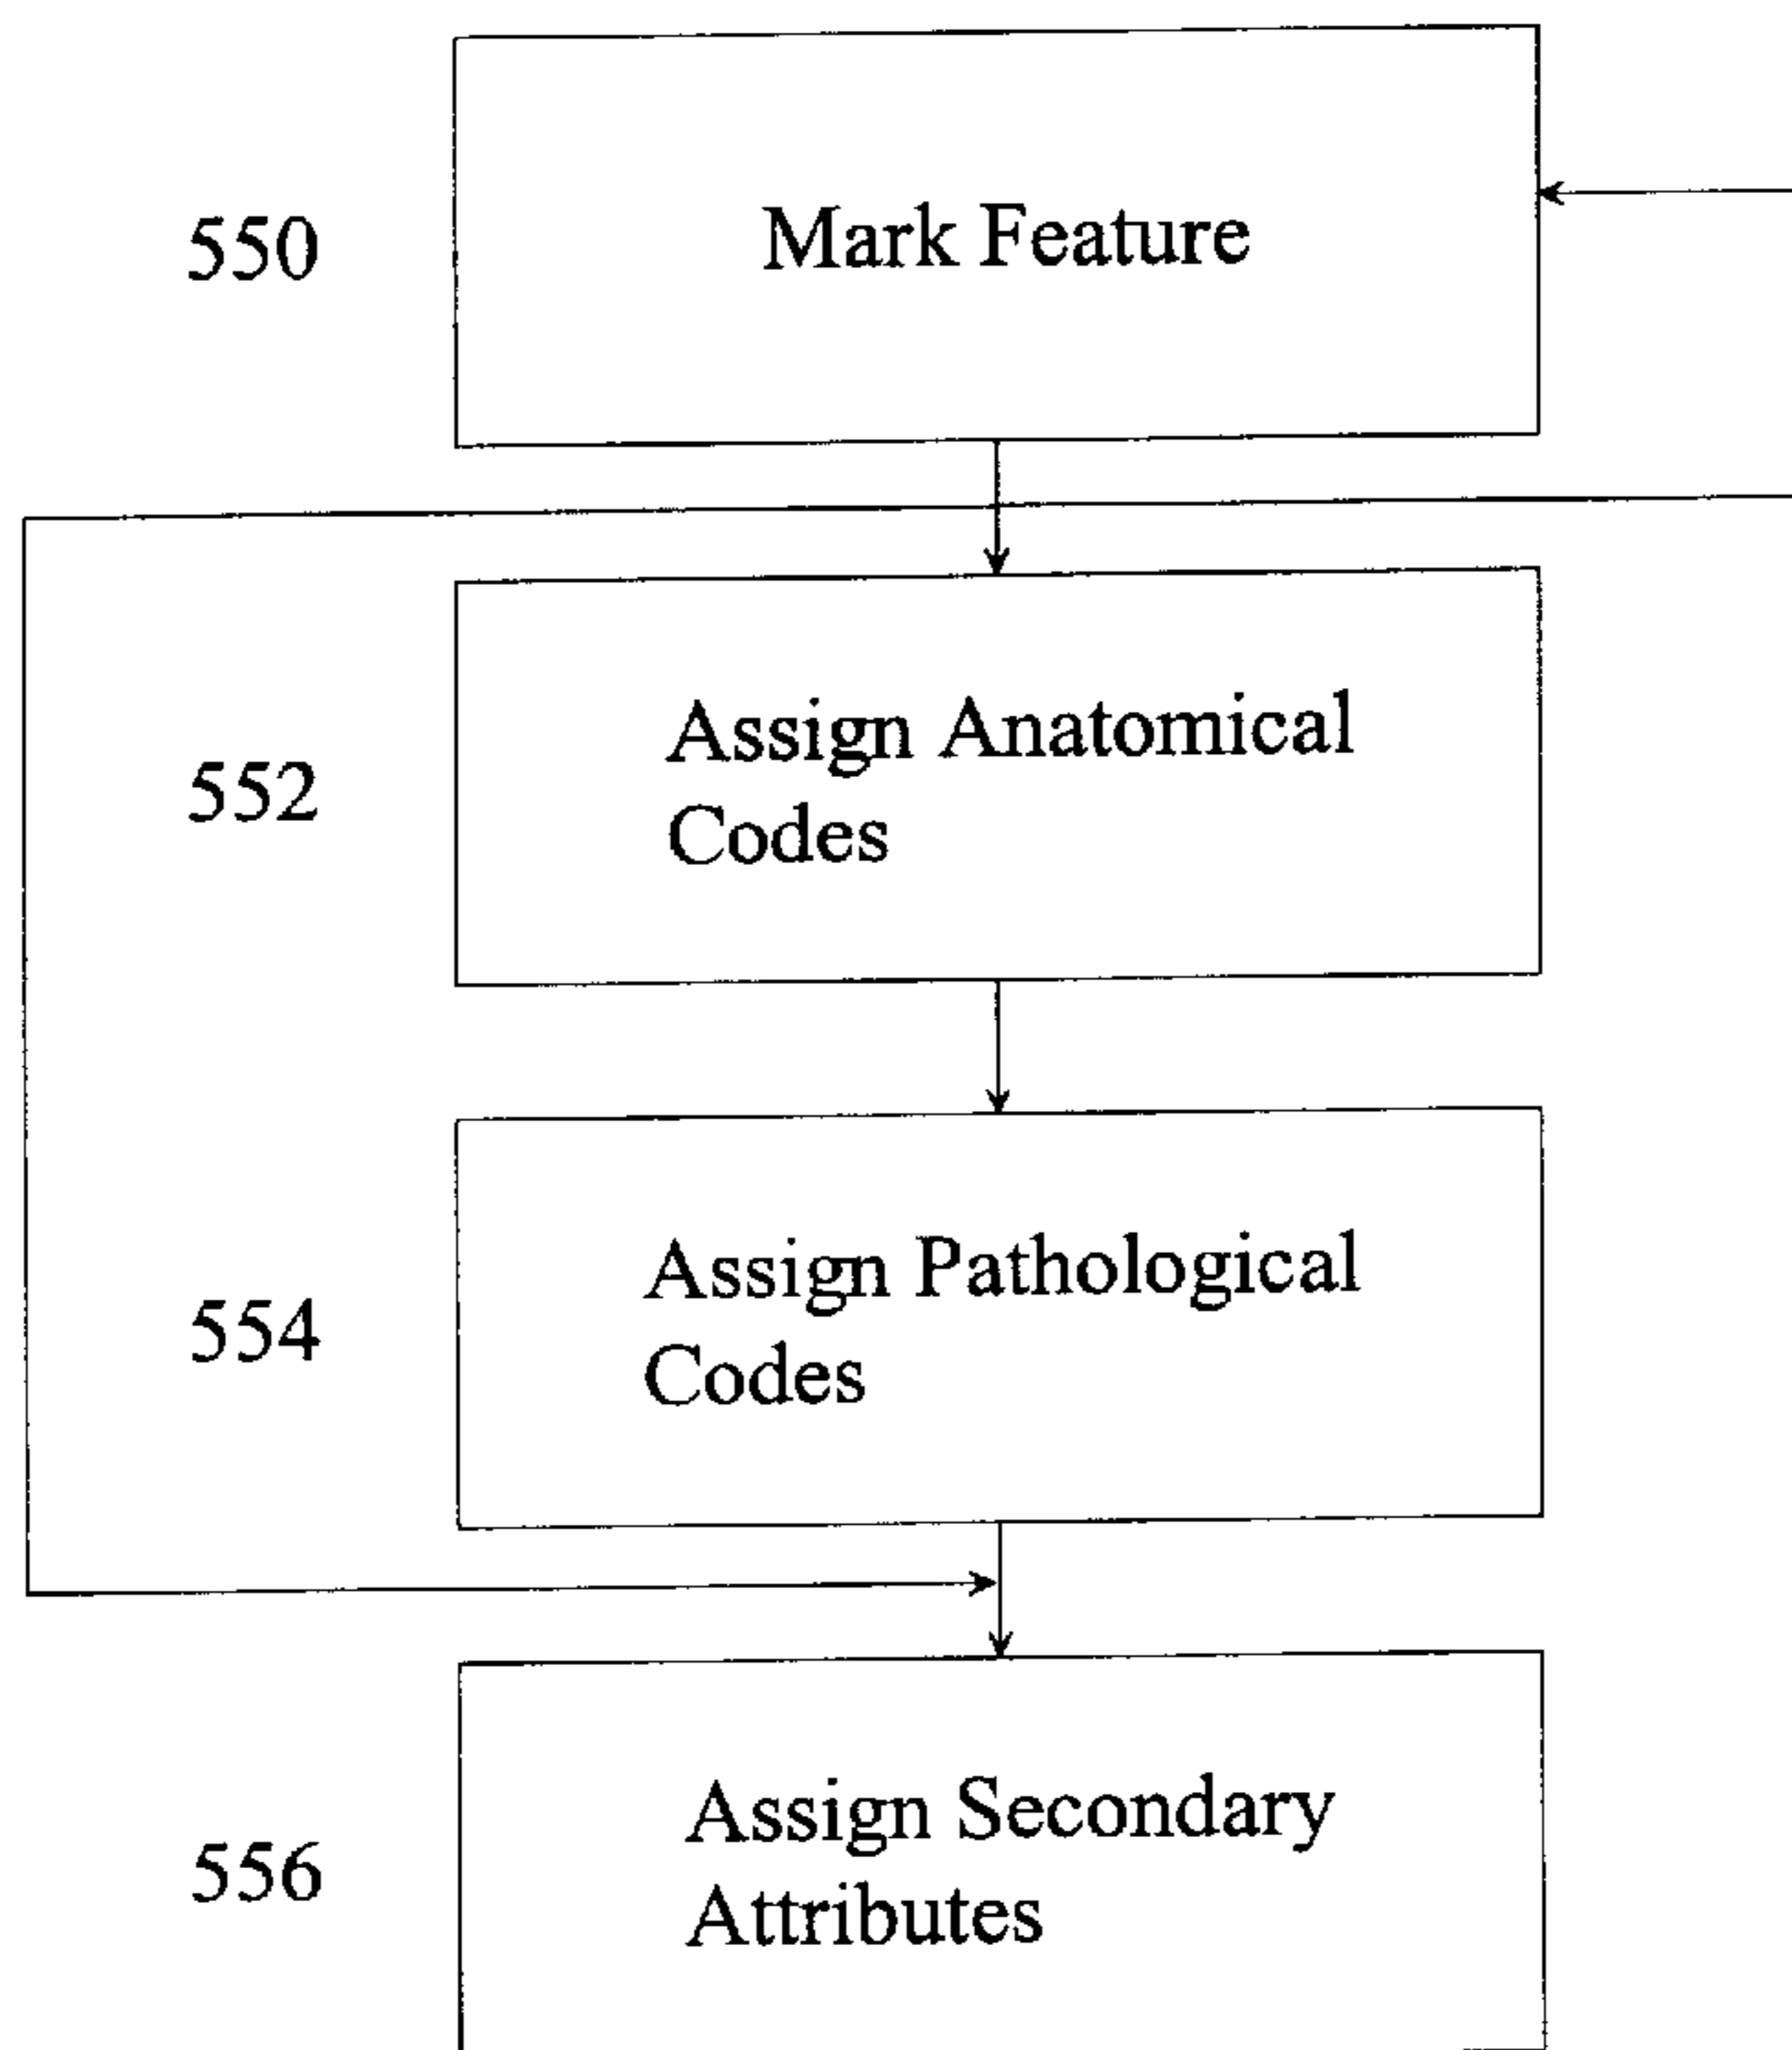 550
Mark Feature
552
Assign Anatomical
Codes
554
Assign Pathological
Codes
556
Assign Secondary
Attributes